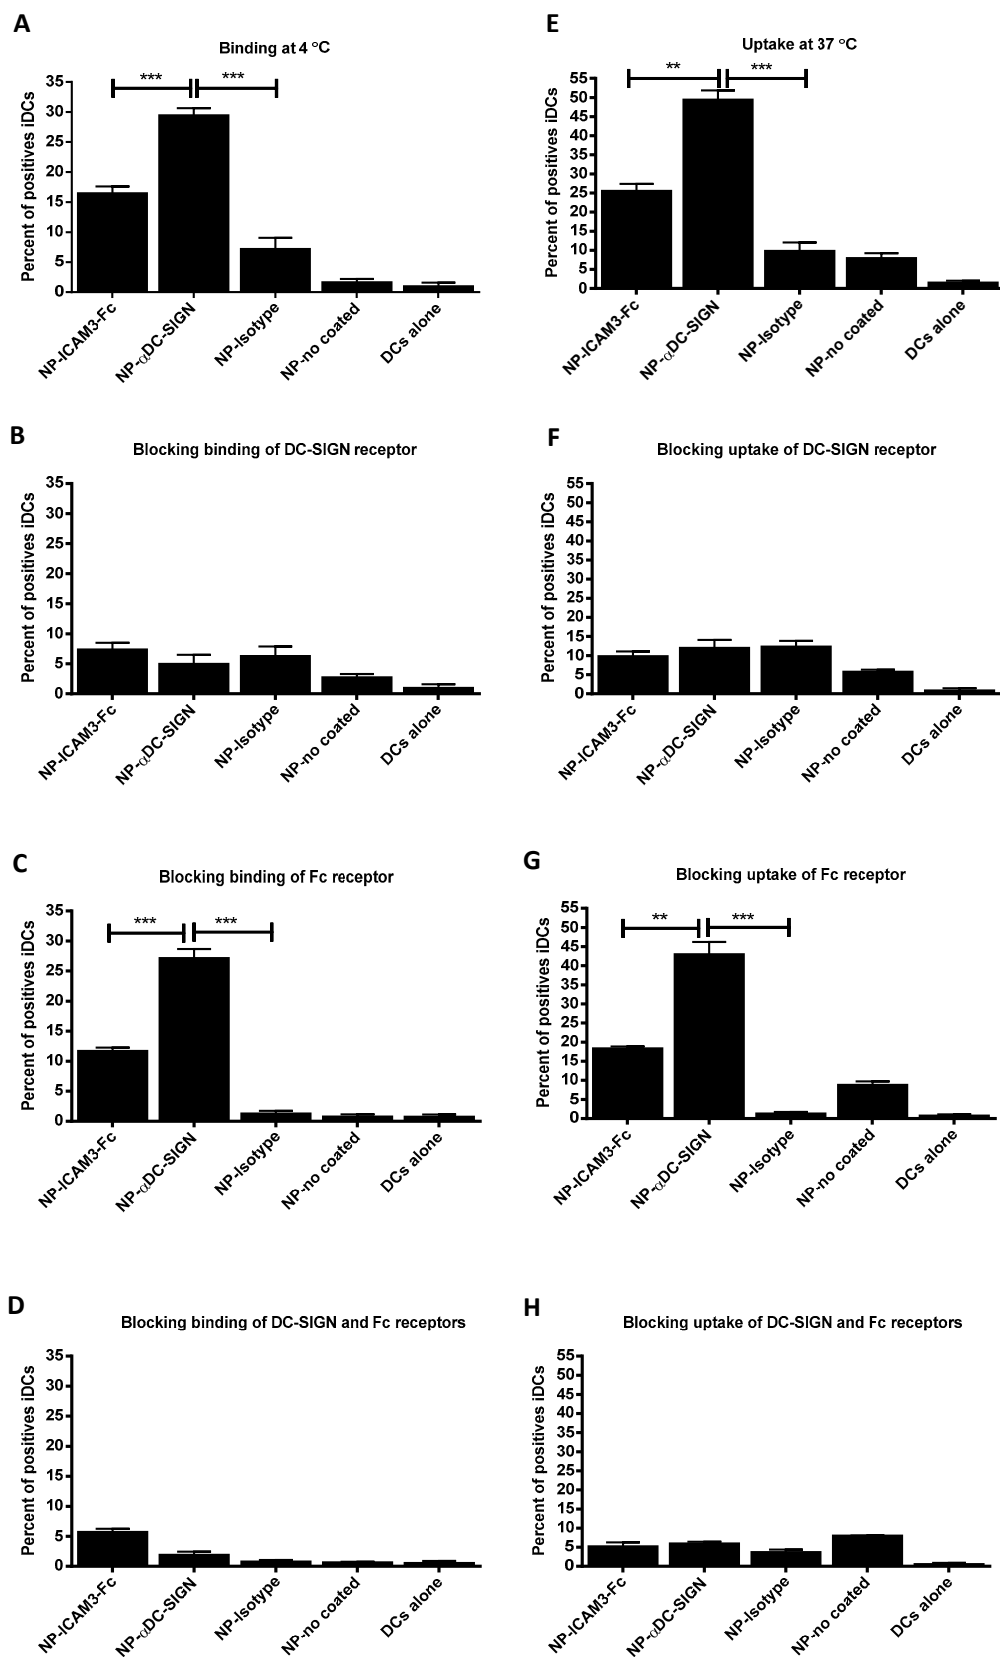 A
Binding at 4 °C
Percent of positives iDCs
35
30
25
20
15
10
5
0
*** ***
NP-ICAM3-Fc
NP-αDC-SIGN
NP-Isotype
NP-no coated
DCs alone
E
Uptake at 37 °C
Percent of positives iDCs
55
50
45
40
35
30
25
20
15
10
5
0
** ***
NP-ICAM3-Fc
NP-αDC-SIGN
NP-Isotype
NP-no coated
DCs alone
B
Blocking binding of DC-SIGN receptor
Percent of positives iDCs
35
30
25
20
15
10
5
0
NP-ICAM3-Fc
NP-αDC-SIGN
NP-Isotype
NP-no coated
DCs alone
F
Blocking uptake of DC-SIGN receptor
Percent of positives iDCs
55
50
45
40
35
30
25
20
15
10
5
0
NP-ICAM3-Fc
NP-αDC-SIGN
NP-Isotype
NP-no coated
DCs alone
C
Blocking binding of Fc receptor
Percent of positives iDCs
35
30
25
20
15
10
5
0
*** ***
NP-ICAM3-Fc
NP-αDC-SIGN
NP-Isotype
NP-no coated
DCs alone
G
Blocking uptake of Fc receptor
Percent of positives iDCs
55
50
45
40
35
30
25
20
15
10
5
0
** ***
NP-ICAM3-Fc
NP-αDC-SIGN
NP-Isotype
NP-no coated
DCs alone
D
Blocking binding of DC-SIGN and Fc receptors
Percent of positives iDCs
35
30
25
20
15
10
5
0
NP-ICAM3-Fc
NP-αDC-SIGN
NP-Isotype
NP-no coated
DCs alone
H
Blocking uptake of DC-SIGN and Fc receptors
Percent of positives iDCs
55
50
45
40
35
30
25
20
15
10
5
0
NP-ICAM3-Fc
NP-αDC-SIGN
NP-Isotype
NP-no coated
DCs alone